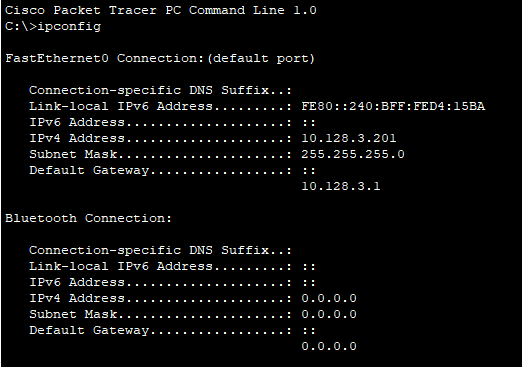 Cisco Packet Tracer PC Command Line 1.0
C:\>ipconfig
FastEthernet0 Connection:(default port)
Connection-specific DNS Suffix..:
Link-local IPv6 Address.........: FE80::240:BFF:FED4:15BA
IPv6 Address....................: ::
IPv4 Address....................: 10.128.3.201
Subnet Mask.....................: 255.255.255.0
Default Gateway.................: ::
10.128.3.1
Bluetooth Connection:
Connection-specific DNS Suffix..:
Link-local IPv6 Address.........: ::
IPv6 Address....................: ::
IPv4 Address....................: 0.0.0.0
Subnet Mask.....................: 0.0.0.0
Default Gateway.................: ::
0.0.0.0